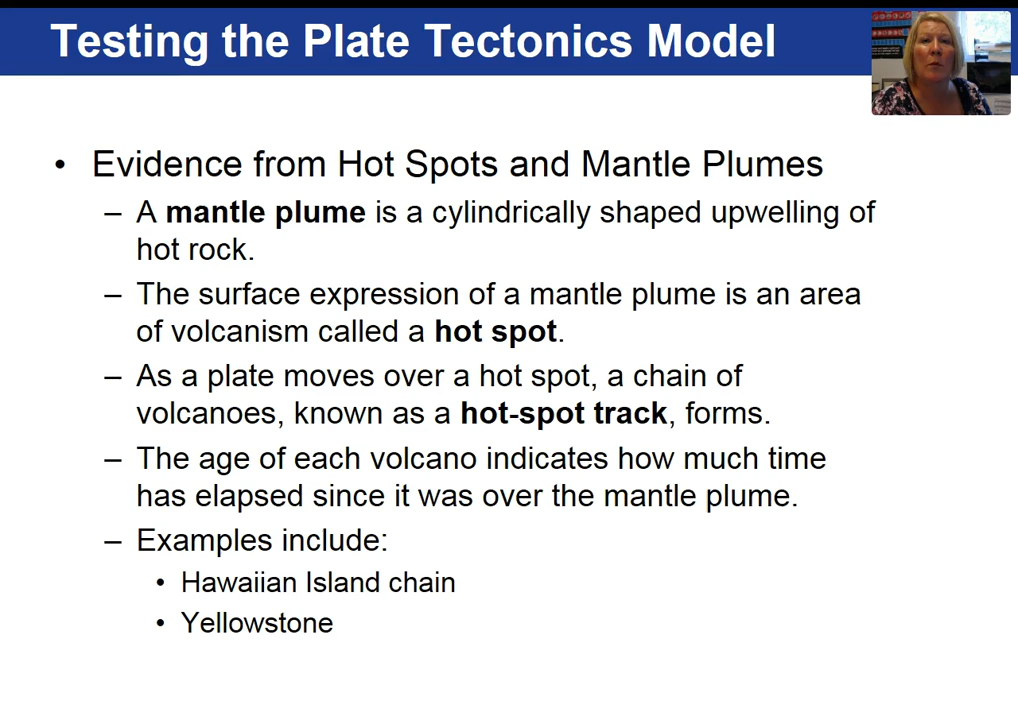 Testing the Plate Tectonics Model
• Evidence from Hot Spots and Mantle Plumes
– A mantle plume is a cylindrically shaped upwelling of
hot rock.
– The surface expression of a mantle plume is an area
of volcanism called a hot spot.
– As a plate moves over a hot spot, a chain of
volcanoes, known as a hot-spot track, forms.
– The age of each volcano indicates how much time
has elapsed since it was over the mantle plume.
– Examples include:
• Hawaiian Island chain
• Yellowstone